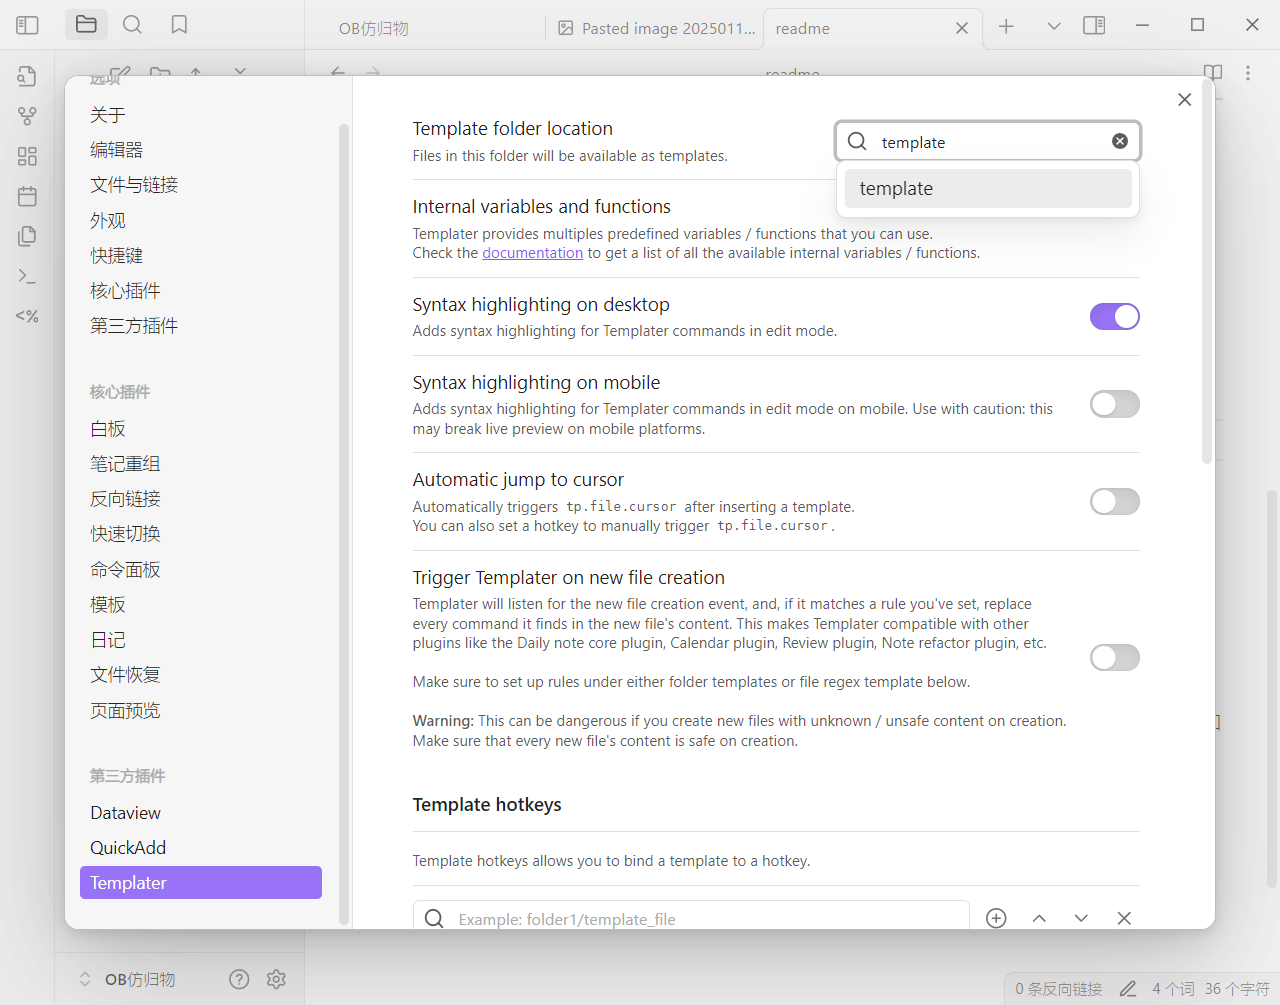 OB仿归物
Pasted image 20250111...
readme
readme
选项
关于
编辑器
文件与链接
外观
快捷键
核心插件
第三方插件
核心插件
白板
笔记重组
反向链接
快速切换
命令面板
模板
日记
文件恢复
页面预览
第三方插件
Dataview
QuickAdd
Templater
<%
Template folder location
Files in this folder will be available as templates.
template
template
Internal variables and functions
Templater provides multiples predefined variables / functions that you can use.
Check the documentation to get a list of all the available internal variables / functions.
Syntax highlighting on desktop
Adds syntax highlighting for Templater commands in edit mode.
Syntax highlighting on mobile
Adds syntax highlighting for Templater commands in edit mode on mobile. Use with caution: this
may break live preview on mobile platforms.
Automatic jump to cursor
Automatically triggers tp.file.cursor after inserting a template.
You can also set a hotkey to manually trigger tp.file.cursor.
Trigger Templater on new file creation
Templater will listen for the new file creation event, and, if it matches a rule you've set, replace
every command it finds in the new file's content. This makes Templater compatible with other
plugins like the Daily note core plugin, Calendar plugin, Review plugin, Note refactor plugin, etc.
Make sure to set up rules under either folder templates or file regex template below.
Warning: This can be dangerous if you create new files with unknown / unsafe content on creation.
Make sure that every new file's content is safe on creation.
Template hotkeys
Template hotkeys allows you to bind a template to a hotkey.
Example: folder1/template_file
OB仿归物
0 条反向链接
4 个词
36 个字符